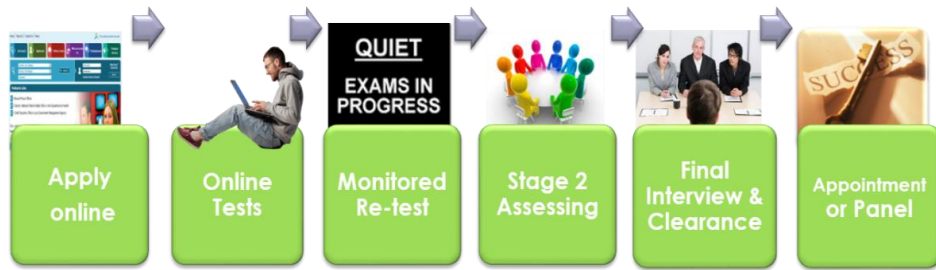 QUIET
EXAMS IN
PROGRESS
SUCCESS
Apply
online
Online
Tests
Monitored
Re-test
Stage 2
Assessing
Final
Interview &
Clearance
Appointment
or Panel